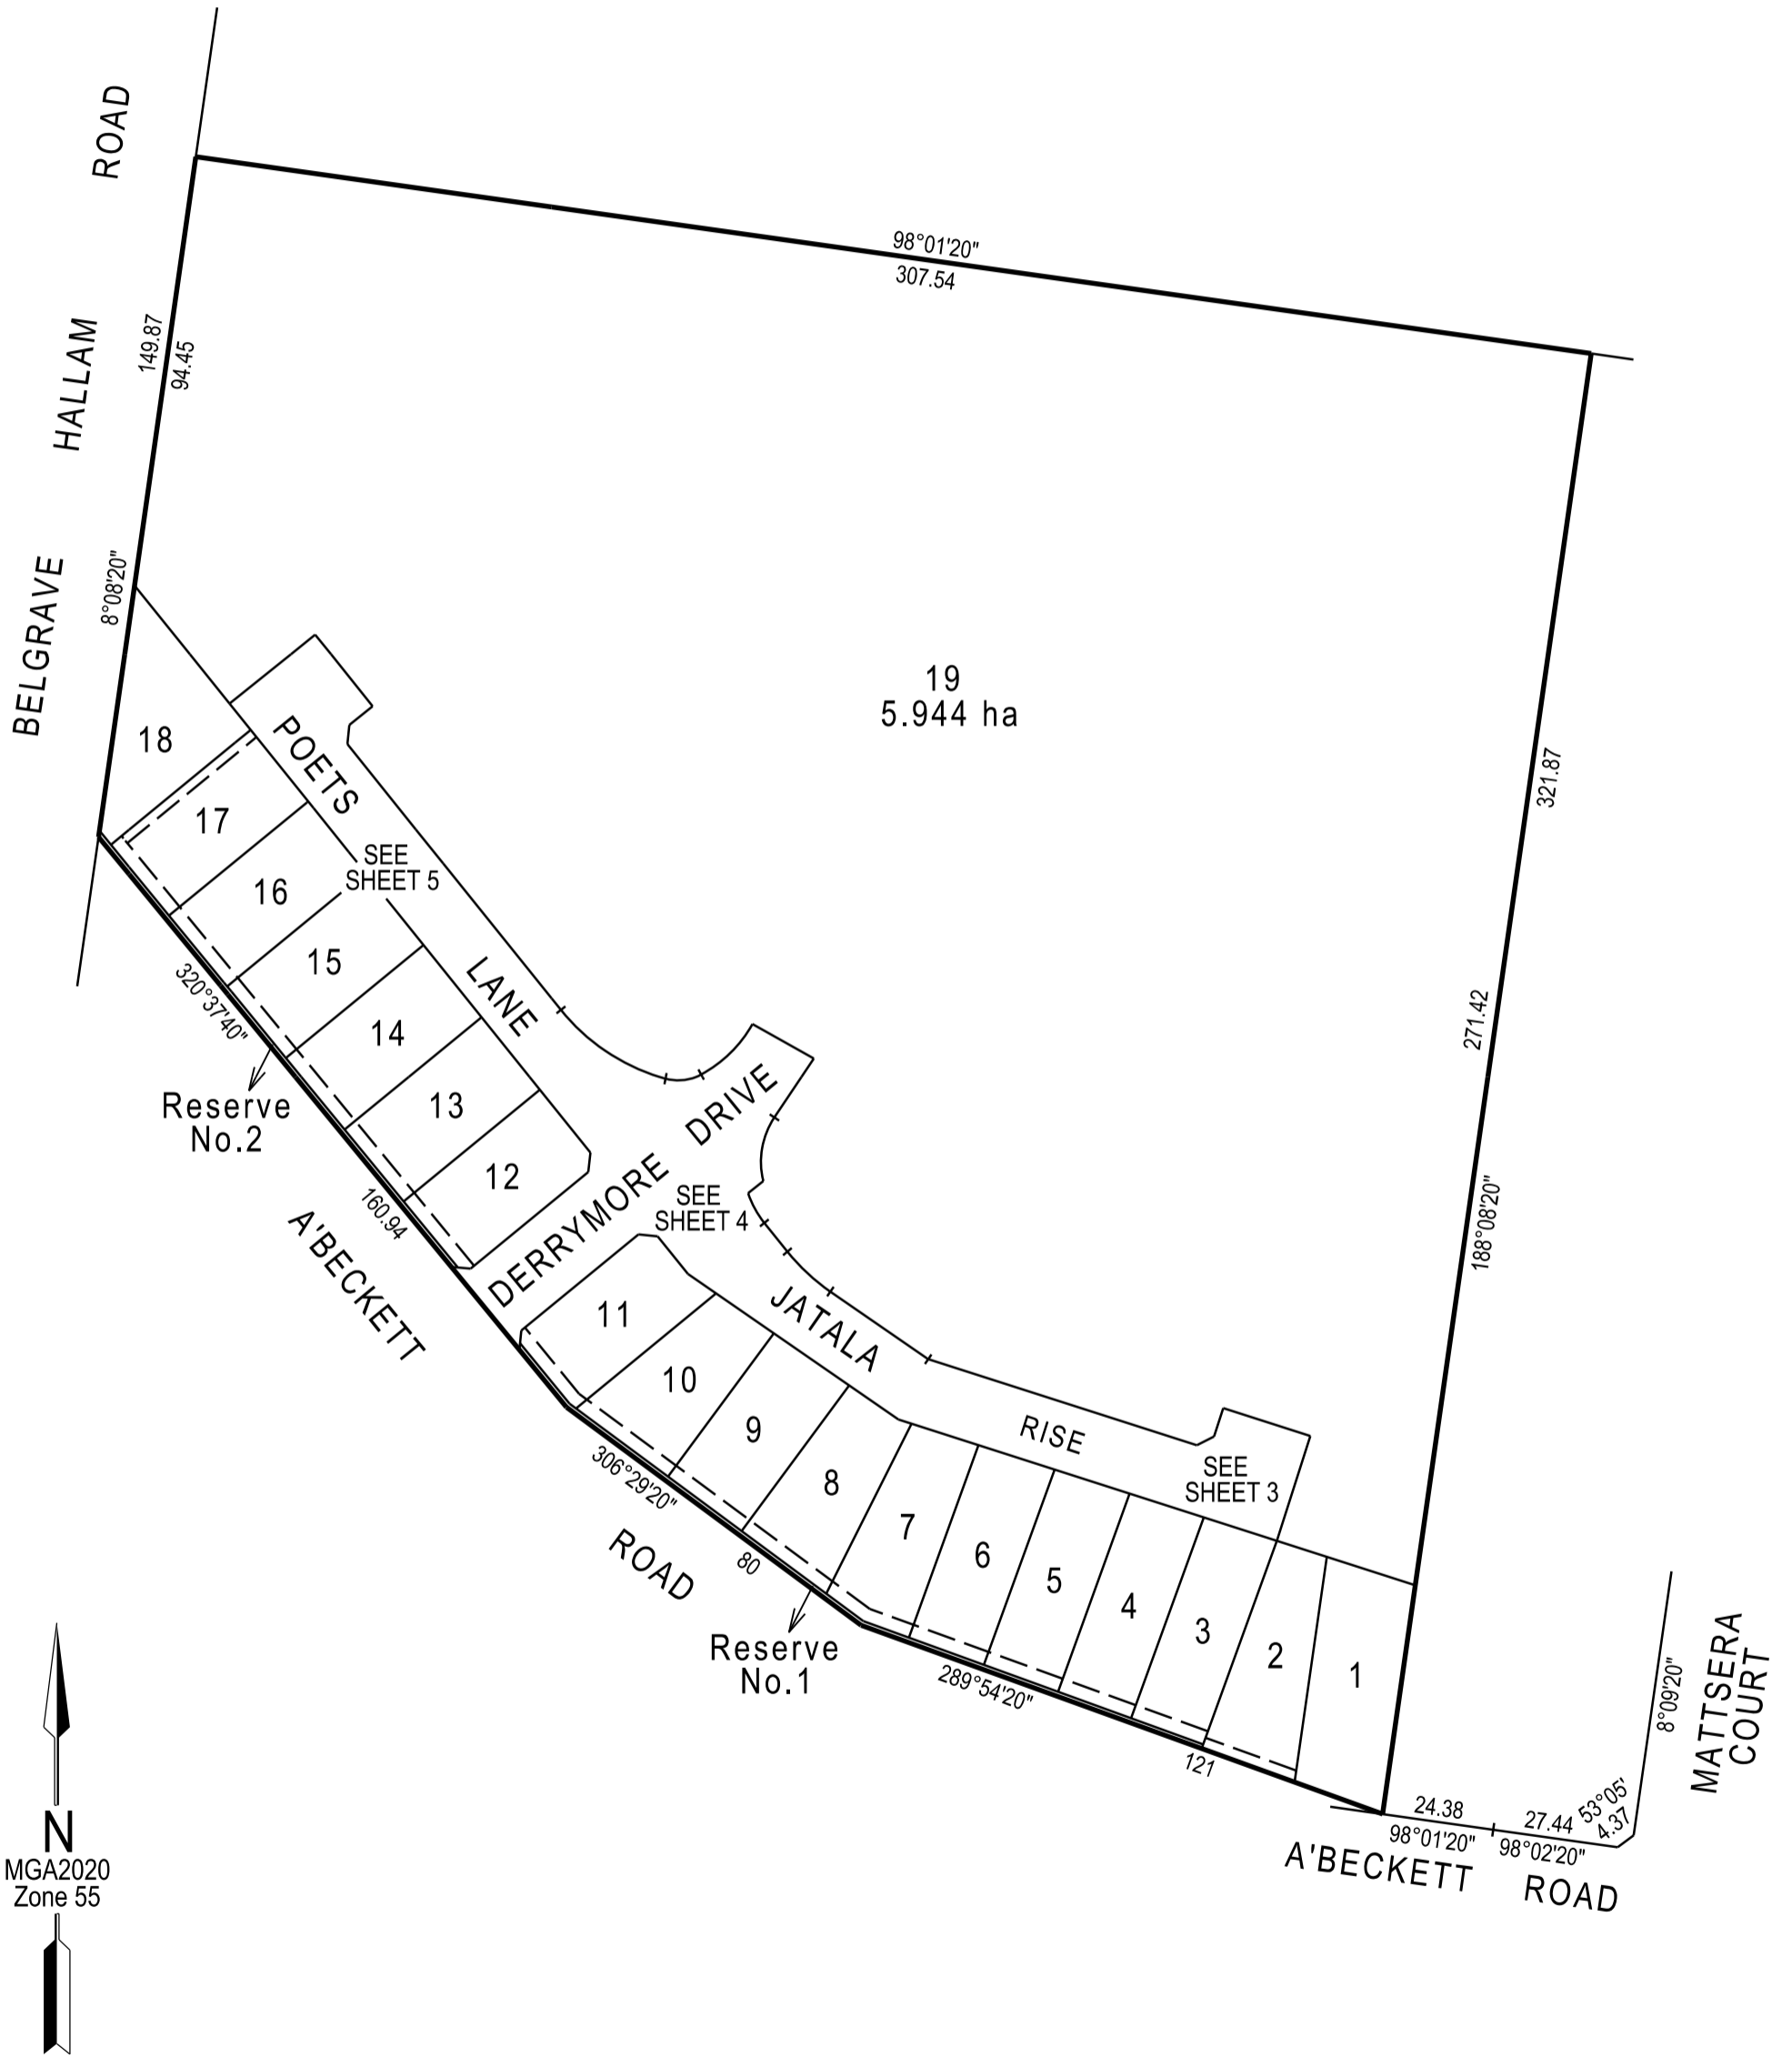 ROAD
HALLAM
BELGRAVE
98°01'20"
307.54
149.87
94.45
8°08'20"
19
5.944 ha
321.87
271.42
188°08'20"
18
17
16
15
14
13
12
POETS
LANE
SEE
SHEET 5
320°37'40"
Reserve
No.2
160.94
A'BECKETT
ROAD
DERRYMORE DRIVE
SEE
SHEET 4
JATALA
RISE
SEE
SHEET 3
11
10
9
8
7
6
5
4
3
2
1
306°29'20"
80
Reserve
No.1
289°54'20"
121
24.38
98°01'20"
27.44
98°02'20"
53°05'
4.37
8°09'20"
MATTSERA
COURT
A'BECKETT ROAD
N
MGA2020
Zone 55